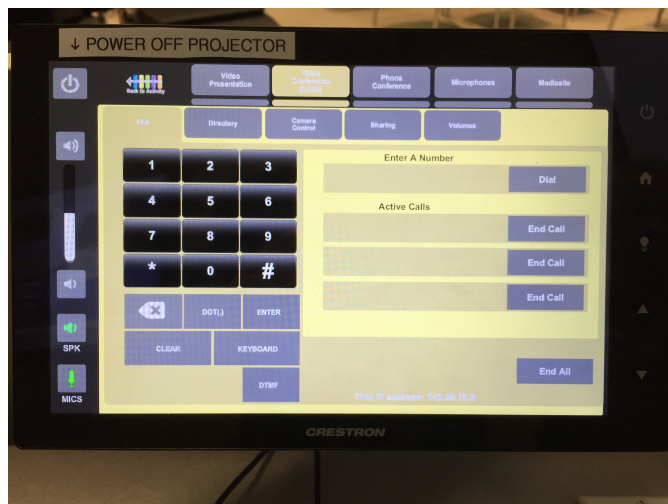 ↓ POWER OFF PROJECTOR
Back to Activity
Video Presentation
Video Conference
Phone Conference
Microphones
Mediasite
Directory
Camera Control
Sharing
Volumes
Enter A Number
Dial
Active Calls
End Call
End Call
End Call
1 2 3
4 5 6
7 8 9
* 0 #
DOT(.) ENTER
CLEAR KEYBOARD
DTMF
End All
SPK
MICS
CRESTRON